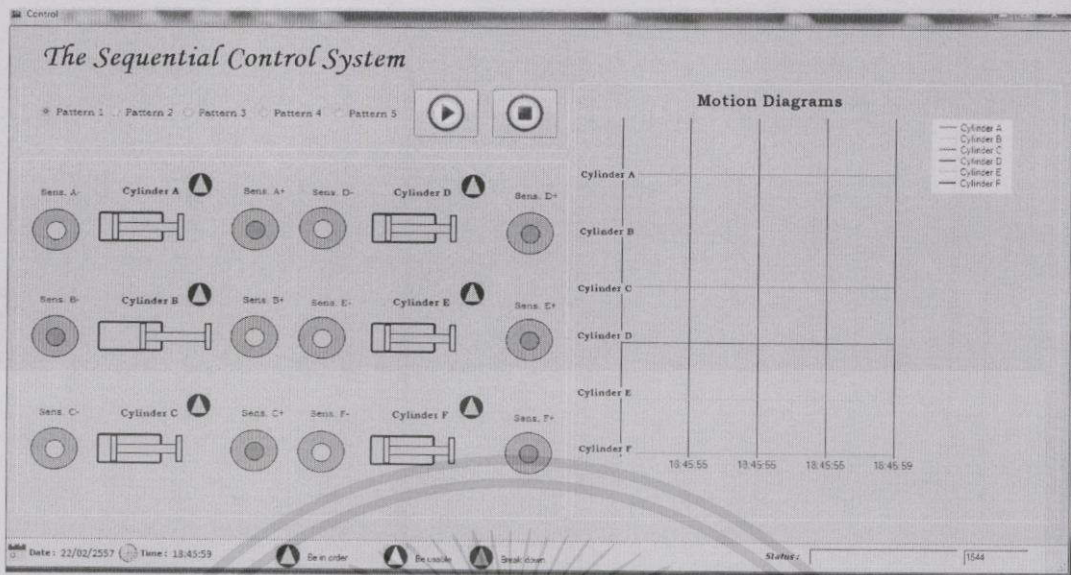 Control
The Sequential Control System
Pattern 1 Pattern 2 Pattern 3 Pattern 4 Pattern 5
Sens. A- Cylinder A Sens. A+ Sens. D- Cylinder D Sens. D+
Sens. B- Cylinder B Sens. B+ Sens. E- Cylinder E Sens. E+
Sens. C- Cylinder C Sens. C+ Sens. F- Cylinder F Sens. F+
Motion Diagrams
Cylinder A
Cylinder B
Cylinder C
Cylinder D
Cylinder E
Cylinder F
18:45:55 18:45:55 18:45:55 18:45:59
Cylinder A
Cylinder B
Cylinder C
Cylinder D
Cylinder E
Cylinder F
Date: 22/02/2557 Time: 18:45:59 Be in order Be Break down Status: 1544